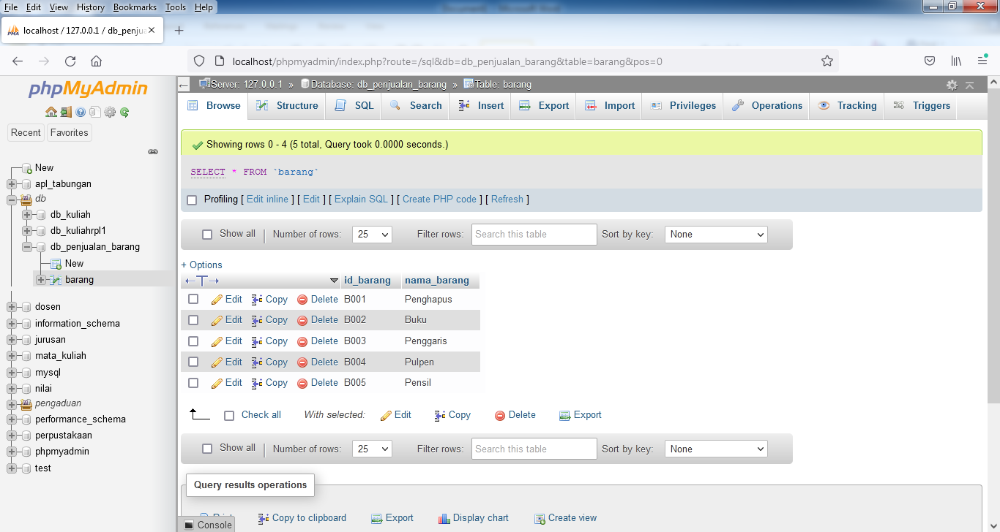 File Edit View History Bookmarks Tools Help
localhost / 127.0.0.1 / db_penjua
localhost/phpmyadmin/index.php?route=/sql&db=db_penjualan_barang&table=barang&pos=0
phpMyAdmin
Recent Favorites
New
apl_tabungan
db
db_kuliah
db_kuliahrpl1
db_penjualan_barang
New
barang
dosen
information_schema
jurusan
mata_kuliah
mysql
nilai
pengaduan
performance_schema
perpustakaan
phpmyadmin
test
Server: 127.0.0.1 » Database: db_penjualan_barang » Table: barang
Browse Structure SQL Search Insert Export Import Privileges Operations Tracking Triggers
Showing rows 0 - 4 (5 total, Query took 0.0000 seconds.)
SELECT * FROM `barang`
Profiling [ Edit inline ] [ Edit ] [ Explain SQL ] [ Create PHP code ] [ Refresh ]
Show all | Number of rows: 25 Filter rows: Search this table Sort by key: None
+ Options
←T→ id_barang nama_barang
Edit Copy Delete B001 Penghapus
Edit Copy Delete B002 Buku
Edit Copy Delete B003 Penggaris
Edit Copy Delete B004 Pulpen
Edit Copy Delete B005 Pensil
Check all With selected: Edit Copy Delete Export
Show all | Number of rows: 25 Filter rows: Search this table Sort by key: None
Query results operations
Print Copy to clipboard Export Display chart Create view
Console